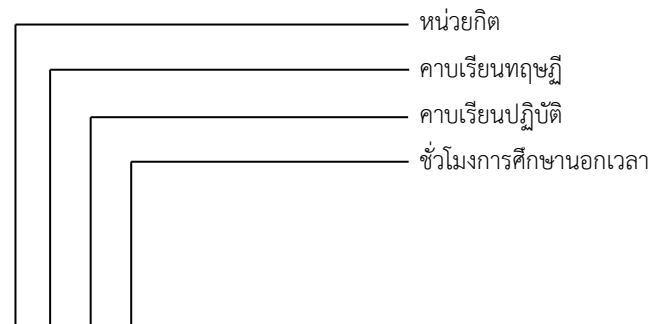 หน่วยกิต
คาบเรียนทฤษฏี
คาบเรียนปฏิบัติ
ชั่วโมงการศึกษานอกเวลา